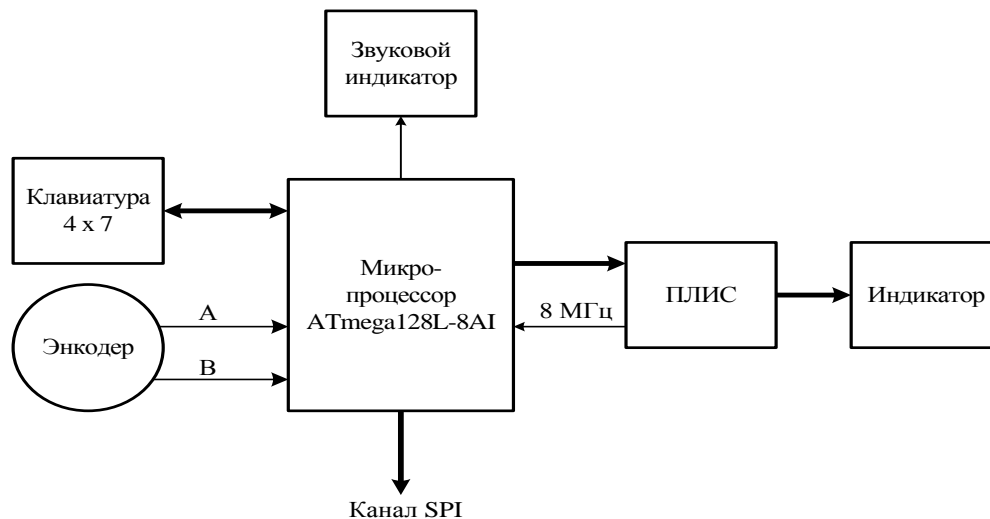 Звуковой
индикатор
Клавиатура
4 x 7
Микро-
процессор
ATmega128L-8AI
Энкодер
A
B
8 МГц
ПЛИС
Индикатор
Канал SPI